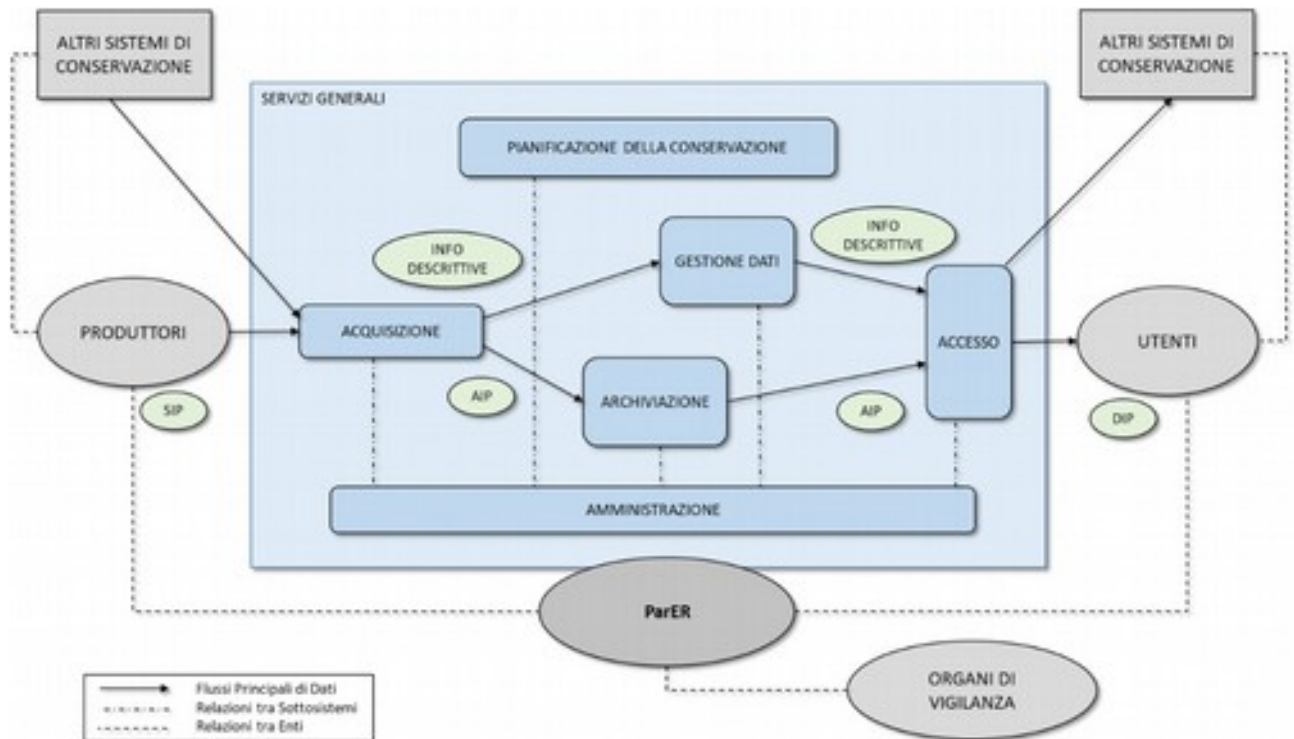 ALTRI SISTEMI DI
CONSERVAZIONE
ALTRI SISTEMI DI
CONSERVAZIONE
SERVIZI GENERALI
PIANIFICAZIONE DELLA CONSERVAZIONE
INFO
DESCRITTIVE
INFO
DESCRITTIVE
GESTIONE DATI
PRODUTTORI
ACQUISIZIONE
ACCESSO
UTENTI
SIP
AIP
ARCHIVIAZIONE
AIP
DIP
AMMINISTRAZIONE
ParER
ORGANI DI
VIGILANZA
Flussi Principali di Dati
Relazioni tra Sottosistemi
Relazioni tra Enti